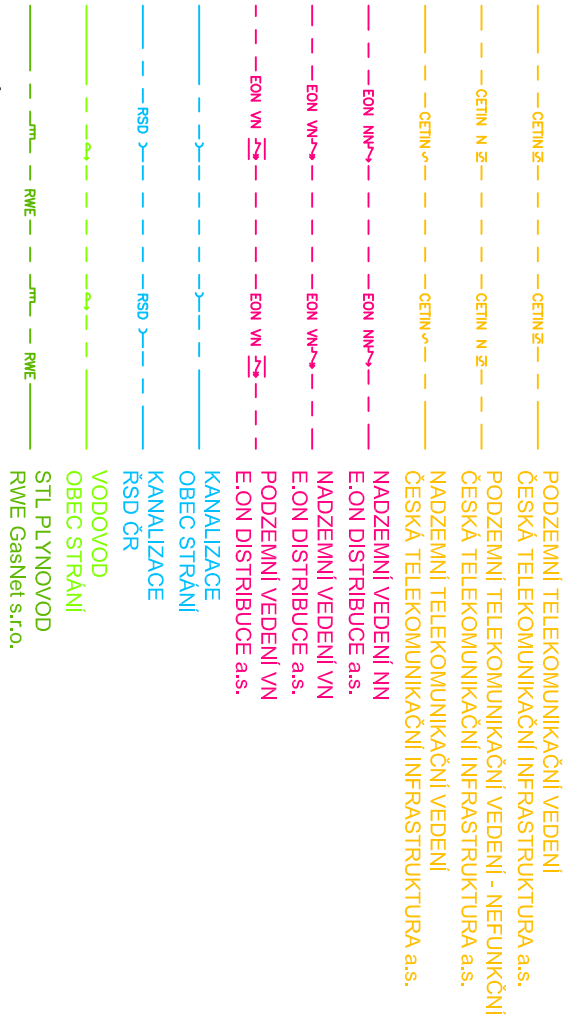 CETIN CETIN
PODZEMNÍ TELEKOMUNIKAČNÍ VEDENÍ
ČESKÁ TELEKOMUNIKAČNÍ INFRASTRUKTURA a.s.
CETIN N CETIN N
PODZEMNÍ TELEKOMUNIKAČNÍ VEDENÍ - NEFUNKČNÍ
ČESKÁ TELEKOMUNIKAČNÍ INFRASTRUKTURA a.s.
CETIN CETIN
NADZEMNÍ TELEKOMUNIKAČNÍ VEDENÍ
ČESKÁ TELEKOMUNIKAČNÍ INFRASTRUKTURA a.s.
EON NN EON NN
NADZEMNÍ VEDENÍ NN
E.ON DISTRIBUCE a.s.
EON VN EON VN
NADZEMNÍ VEDENÍ VN
E.ON DISTRIBUCE a.s.
EON VN EON VN
PODZEMNÍ VEDENÍ VN
E.ON DISTRIBUCE a.s.
KANALIZACE
OBEC STRÁNÍ
RSD RSD
KANALIZACE
ŘSD ČR
VODOVOD
OBEC STRÁNÍ
RWE RWE
STL PLYNOVOD
RWE GasNet s.r.o.